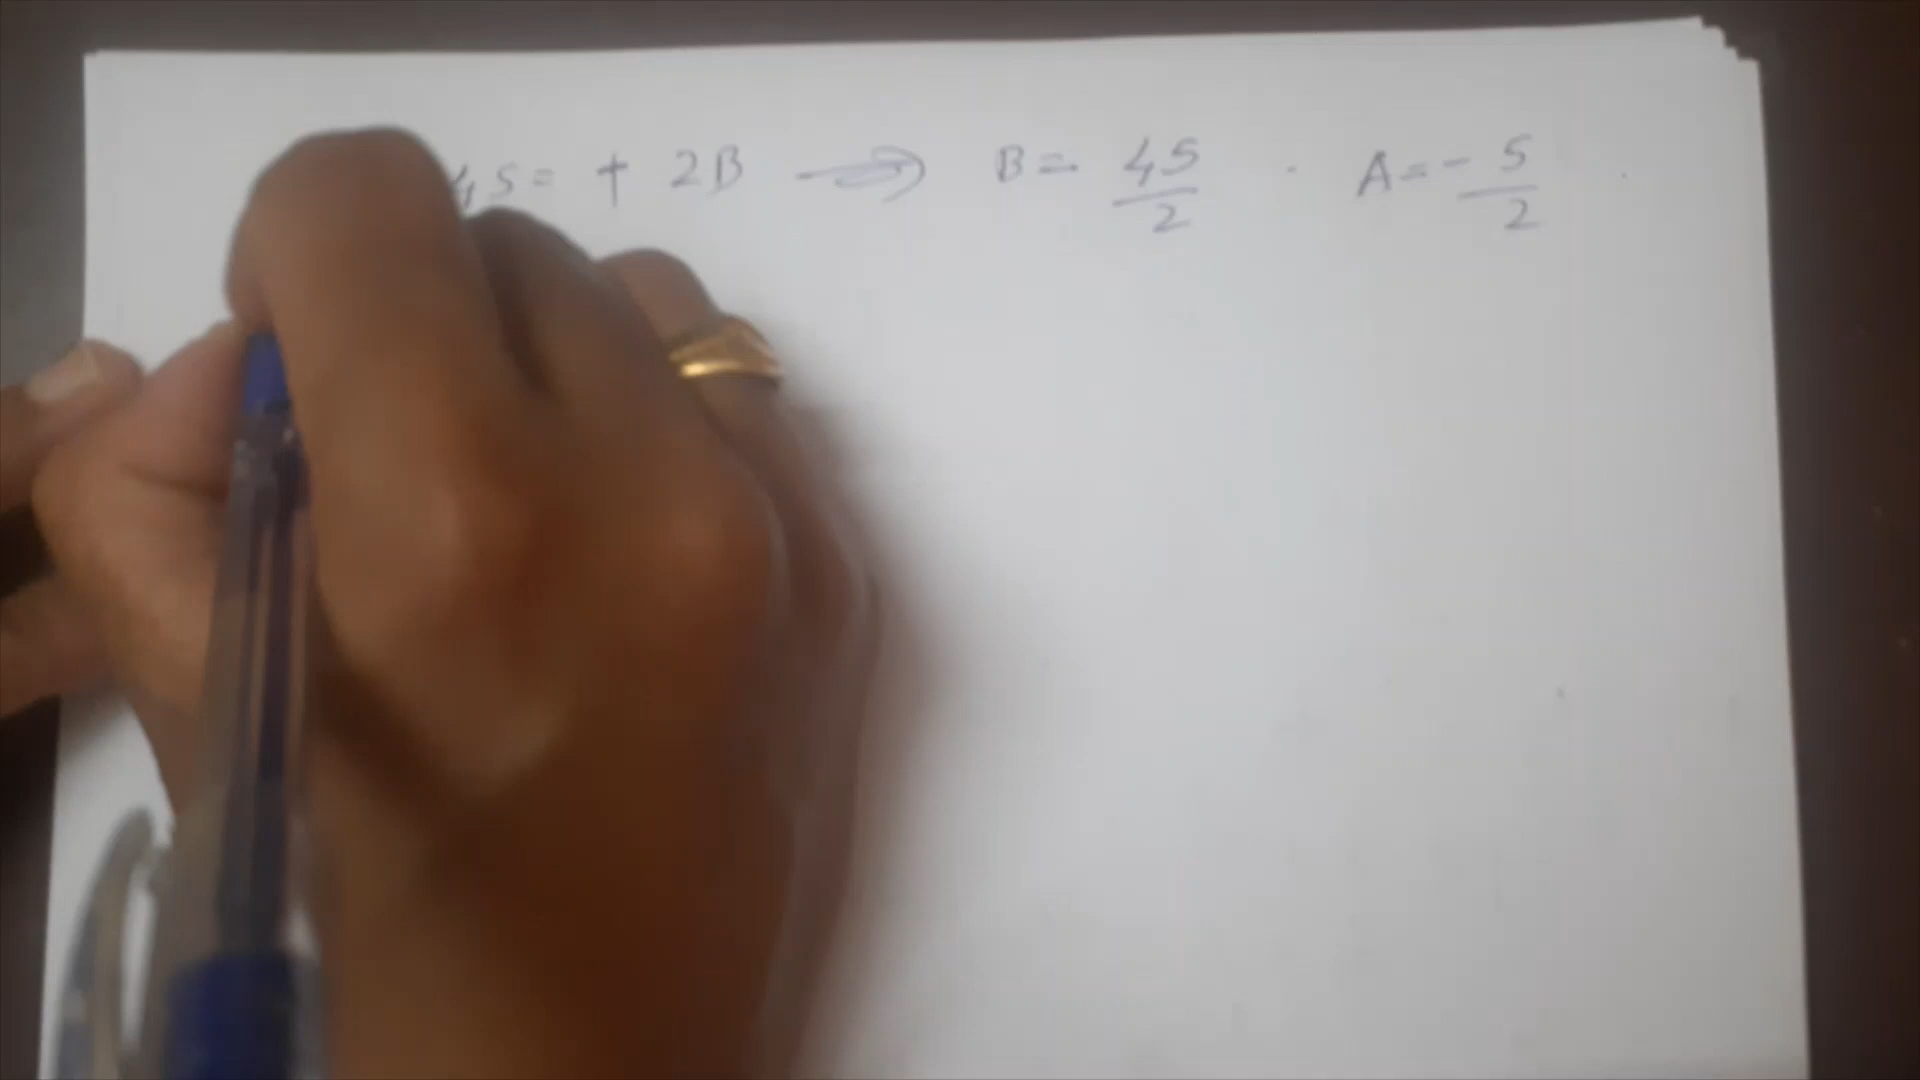 45= + 2B → B = 45/2 . A = - 5/2